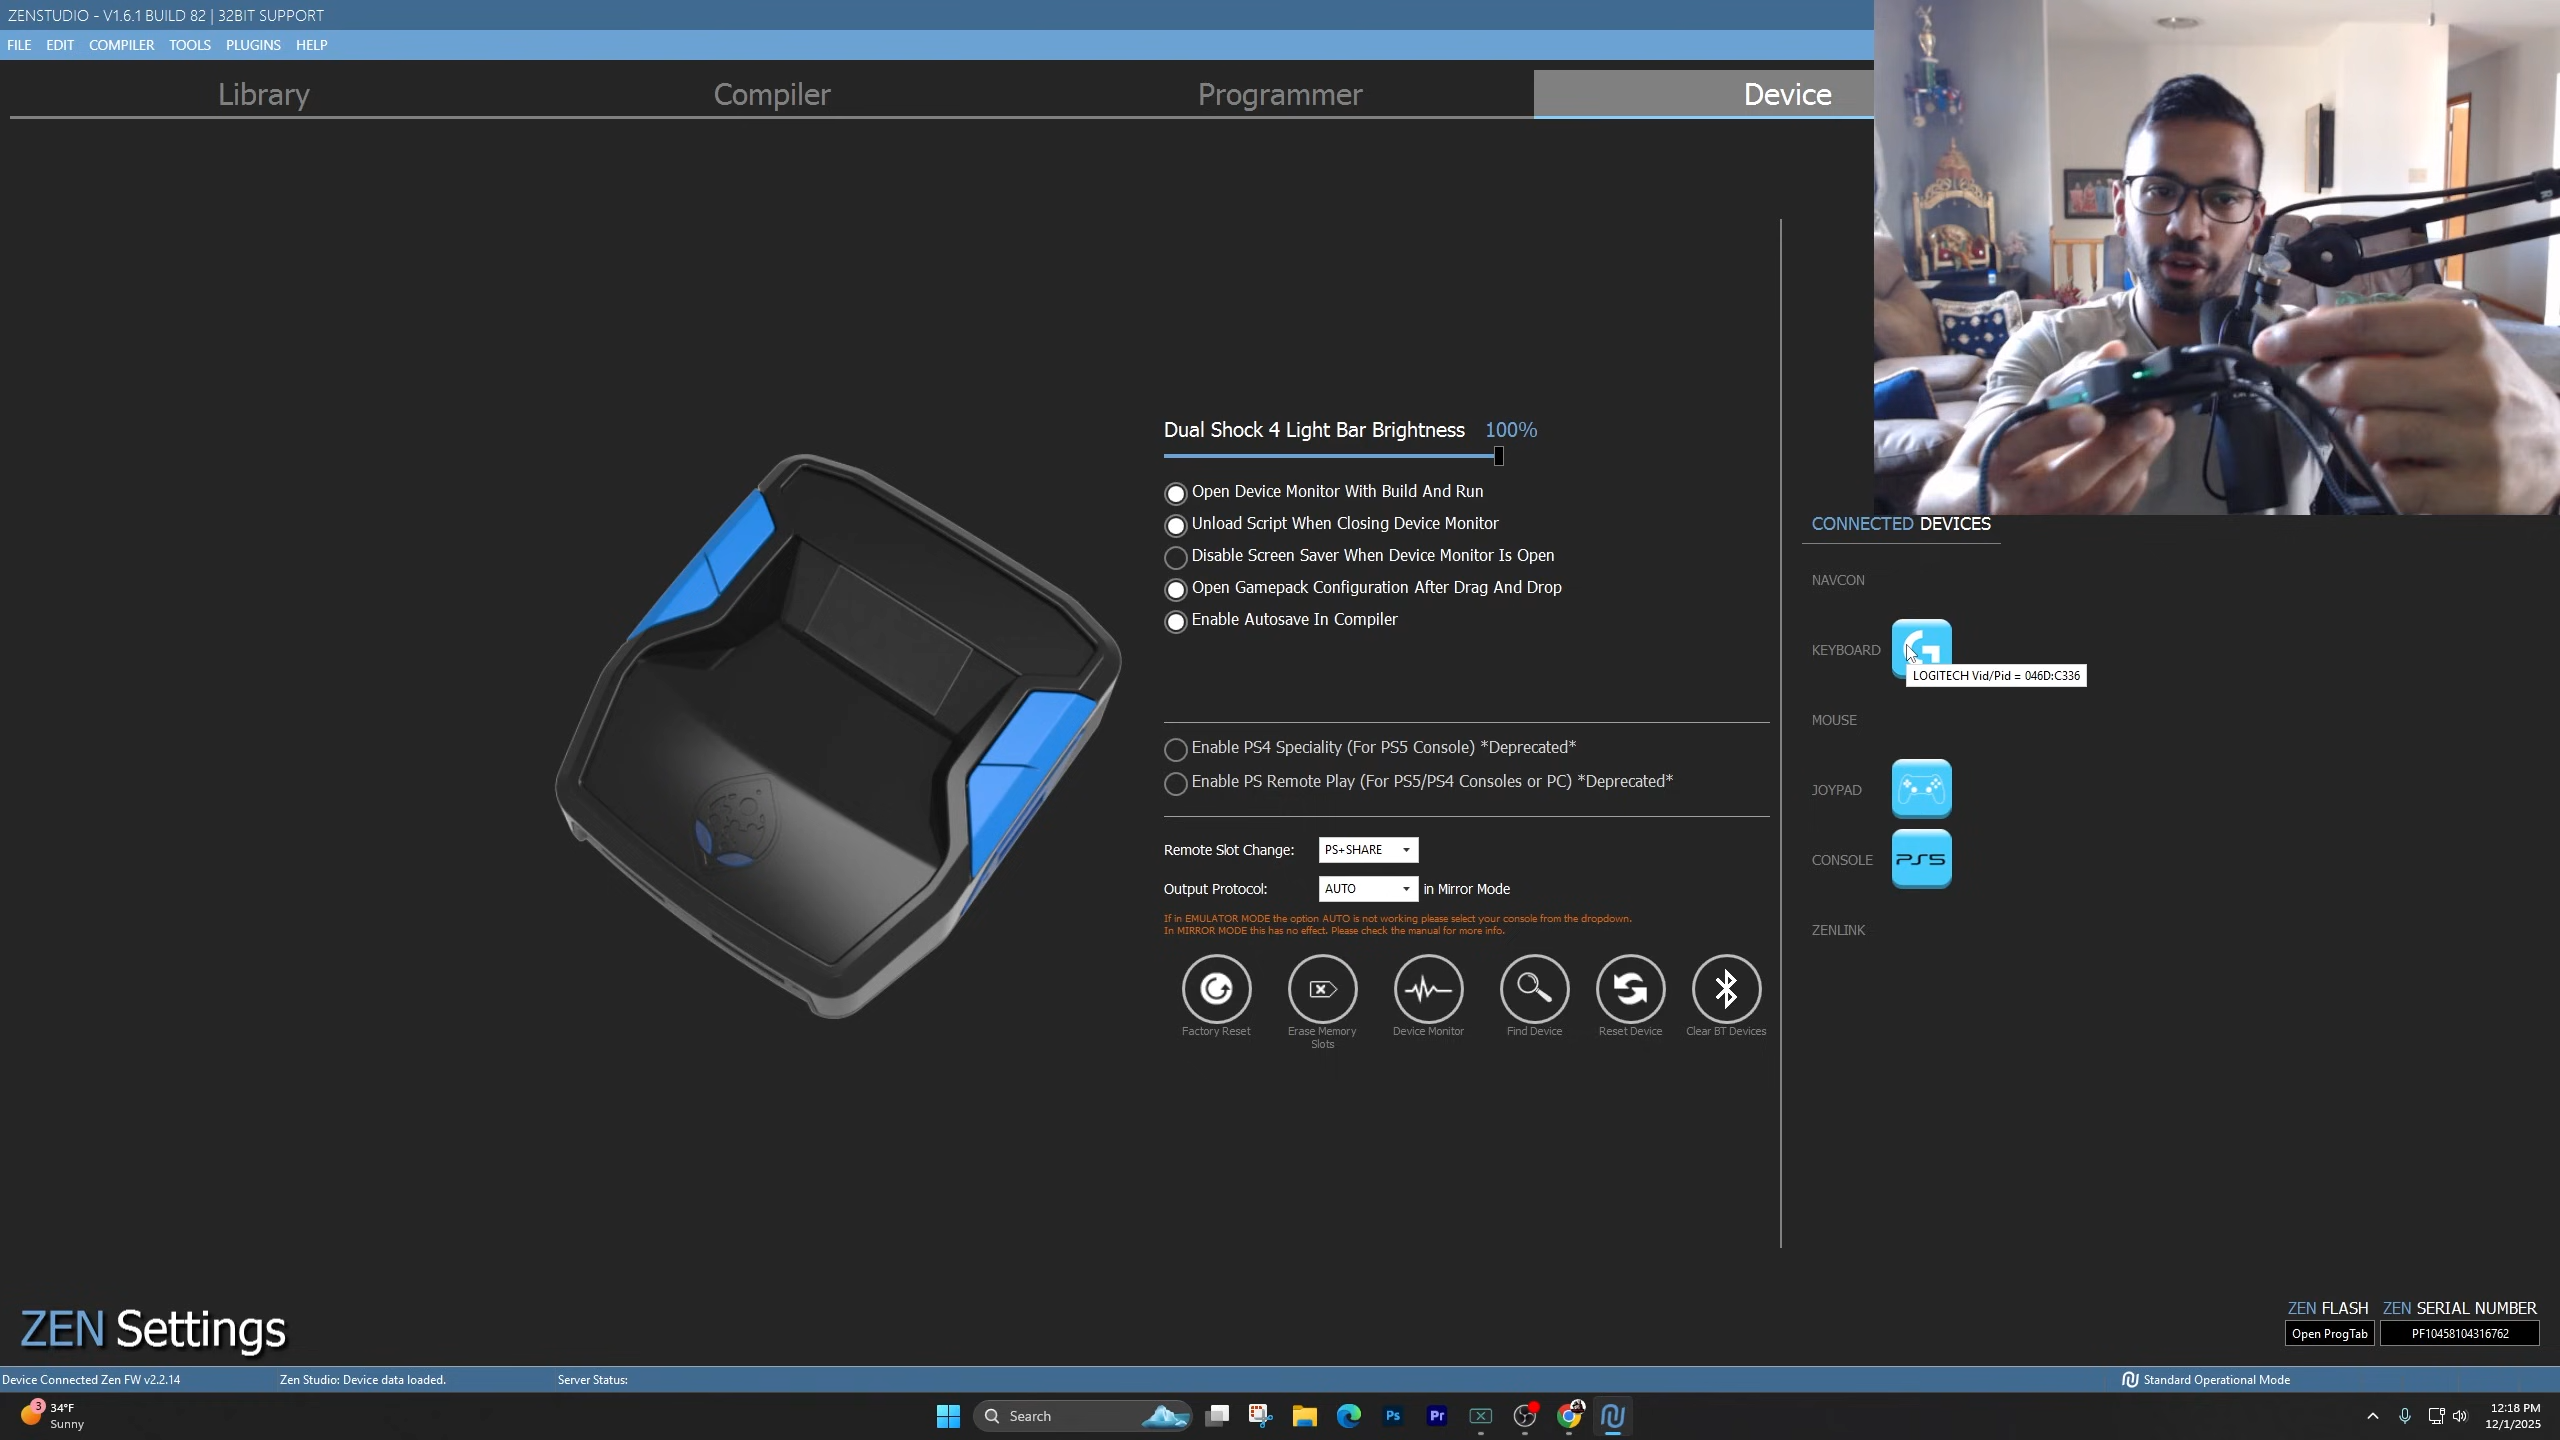 ZENSTUDIO - V1.6.1 BUILD 82 | 32BIT SUPPORT
FILE EDIT COMPILER TOOLS PLUGINS HELP
Library Compiler Programmer Device
Dual Shock 4 Light Bar Brightness 100%
Open Device Monitor With Build And Run
Unload Script When Closing Device Monitor
Disable Screen Saver When Device Monitor Is Open
Open Gamepack Configuration After Drag And Drop
Enable Autosave In Compiler
Enable PS4 Speciality (For PS5 Console) *Deprecated*
Enable PS Remote Play (For PS5/PS4 Consoles or PC) *Deprecated*
Remote Slot Change: PS+SHARE
Output Protocol: AUTO in Mirror Mode
If in EMULATOR MODE the option AUTO is not working please select your console from the dropdown.
In MIRROR MODE this has no effect. Please check the manual for more info.
Factory Reset
Erase Memory
Slots
Device Monitor
Find Device
Reset Device
Clear BT Devices
CONNECTED DEVICES
NAVCON
KEYBOARD
LOGITECH Vid/Pid = 046D:C336
MOUSE
JOYPAD
CONSOLE PS5
ZENLINK
ZEN Settings
ZEN FLASH ZEN SERIAL NUMBER
Open ProgTab PF10458104316762
Device Connected Zen FW v2.2.14 Zen Studio: Device data loaded. Server Status: Standard Operational Mode
3
34°F
Sunny
Search
Ps
Pr
12:18 PM
12/1/2025